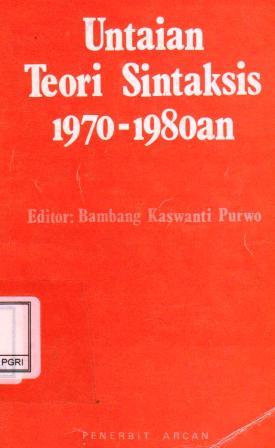 Untaian
Teori Sintaksis
1970-1980an
Editor: Bambang Kaswanti Purwo
PGRI
PENERBIT ARCAN